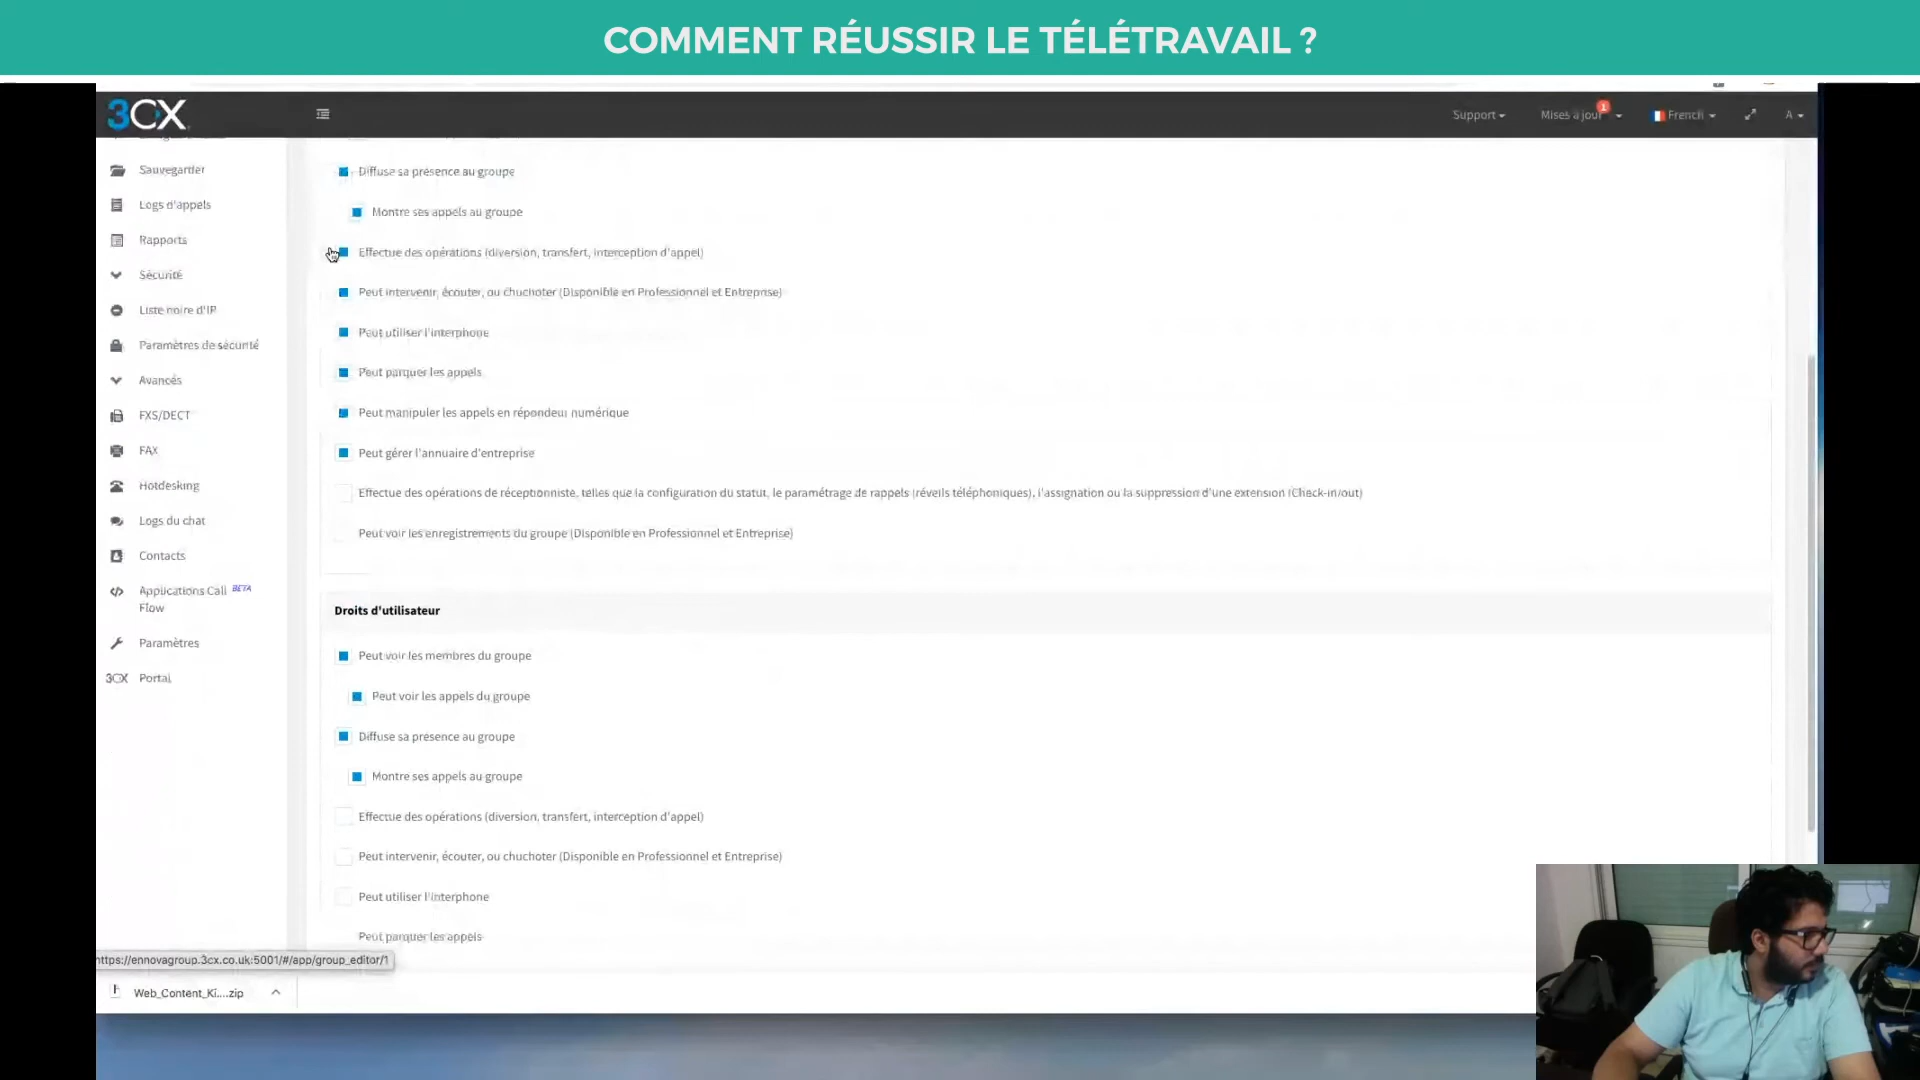 COMMENT RÉUSSIR LE TÉLÉTRAVAIL ?
3CX
Support
Mises à jour
1
French
A
Sauvegarder
Logs d'appels
Rapports
Sécurité
Liste noire d'IP
Paramètres de sécurité
Avancés
FXS/DECT
FAX
Hotdesking
Logs du chat
Contacts
Applications Call BETA
Flow
Paramètres
3CX Portal
Diffuse sa présence au groupe
Montre ses appels au groupe
Effectue des opérations (diversion, transfert, interception d'appel)
Peut intervenir, écouter, ou chuchoter (Disponible en Professionnel et Entreprise)
Peut utiliser l'interphone
Peut parquer les appels
Peut manipuler les appels en répondeur numérique
Peut gérer l'annuaire d'entreprise
Effectue des opérations de réceptionniste, telles que la configuration du statut, le paramétrage de rappels (réveils téléphoniques), l'assignation ou la suppression d'une extension (Check-in/out)
Peut voir les enregistrements du groupe (Disponible en Professionnel et Entreprise)
Droits d'utilisateur
Peut voir les membres du groupe
Peut voir les appels du groupe
Diffuse sa présence au groupe
Montre ses appels au groupe
Effectue des opérations (diversion, transfert, interception d'appel)
Peut intervenir, écouter, ou chuchoter (Disponible en Professionnel et Entreprise)
Peut utiliser l'interphone
Peut parquer les appels
https://ennovagroup.3cx.co.uk:5001/#/app/group_editor/1
Web_Content_Ki....zip